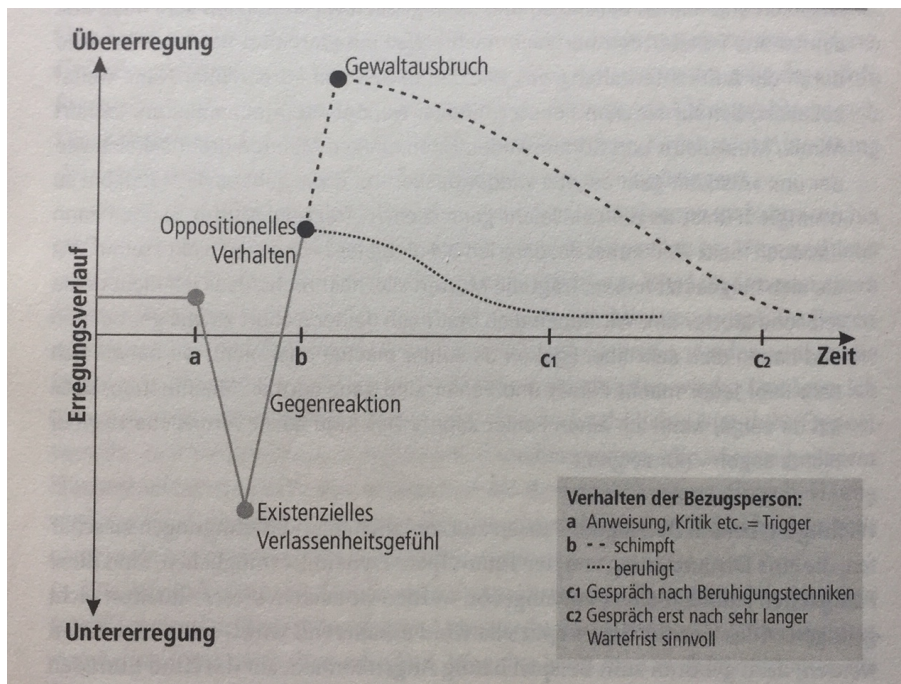 Übererregung
Gewaltausbruch
Oppositionelles
Verhalten
Erregungsverlauf
a
b
c1
c2
Zeit
Gegenreaktion
Existenzielles
Verlassenheitsgefühl
Untererregung
Verhalten der Bezugsperson:
a Anweisung, Kritik etc. = Trigger
b - - - schimpft
..... beruhigt
c1 Gespräch nach Beruhigungstechniken
c2 Gespräch erst nach sehr langer
Wartefrist sinnvoll